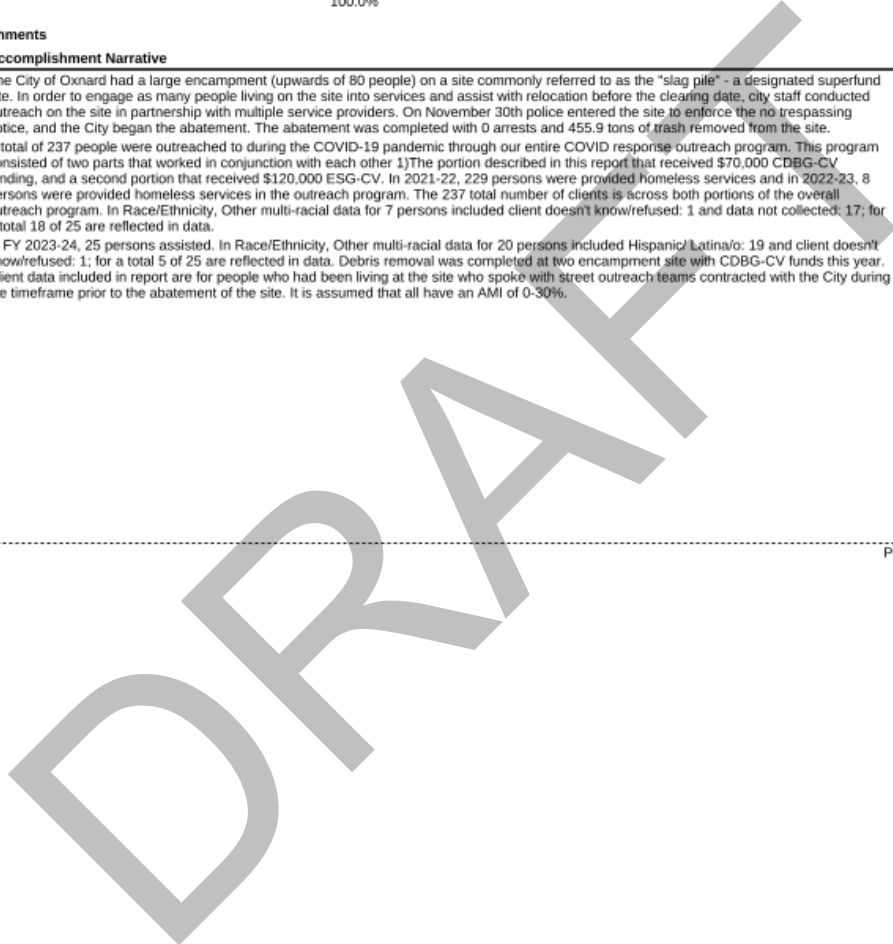 100.0%
nments
ccomplishment Narrative
he City of Oxnard had a large encampment (upwards of 80 people) on a site commonly referred to as the "slag pile" - a designated superfund
te. In order to engage as many people living on the site into services and assist with relocation before the clearing date, city staff conducted
utreach on the site in partnership with multiple service providers. On November 30th police entered the site to enforce the no trespassing
otice, and the City began the abatement. The abatement was completed with 0 arrests and 455.9 tons of trash removed from the site.
total of 237 people were outreached to during the COVID-19 pandemic through our entire COVID response outreach program. This program
onsisted of two parts that worked in conjunction with each other 1)The portion described in this report that received $70,000 CDBG-CV
nding, and a second portion that received $120,000 ESG-CV. In 2021-22, 229 persons were provided homeless services and in 2022-23, 8
ersons were provided homeless services in the outreach program. The 237 total number of clients is across both portions of the overall
utreach program. In Race/Ethnicity, Other multi-racial data for 7 persons included client doesn't know/refused: 1 and data not collected: 17; for
total 18 of 25 are reflected in data.
FY 2023-24, 25 persons assisted. In Race/Ethnicity, Other multi-racial data for 20 persons included Hispanic/ Latina/o: 19 and client doesn't
now/refused: 1; for a total 5 of 25 are reflected in data. Debris removal was completed at two encampment site with CDBG-CV funds this year.
lient data included in report are for people who had been living at the site who spoke with street outreach teams contracted with the City during
e timeframe prior to the abatement of the site. It is assumed that all have an AMI of 0-30%.
P
DRAFT